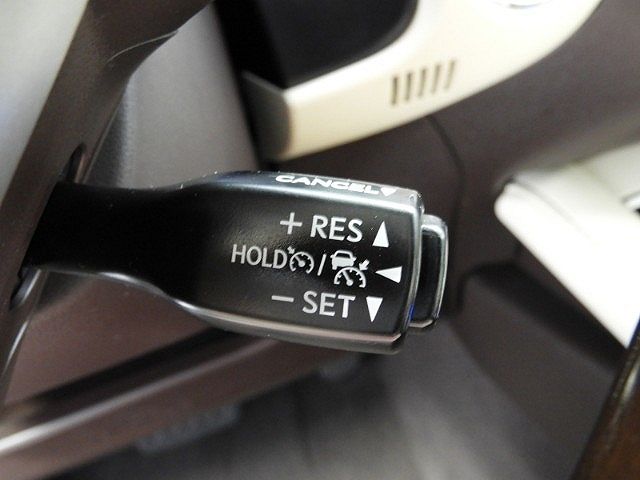 CANCEL
+ RES
HOLD /
− SET